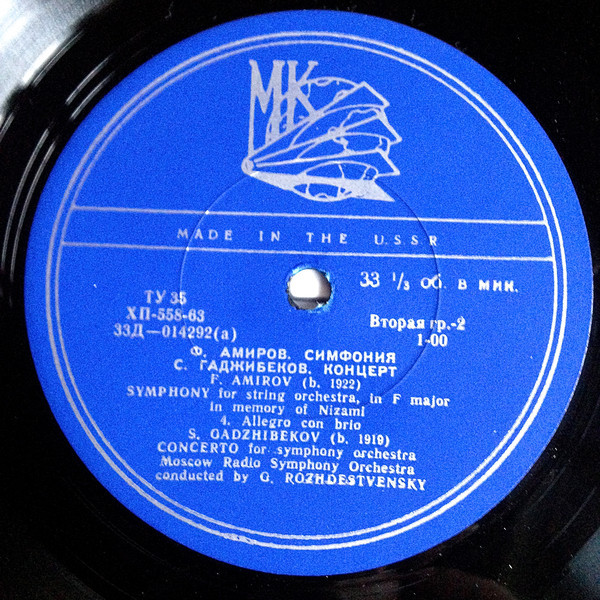 МК
MADE IN THE U.S.S.R
33 1/3 об. в мин.
ТУ 35
ХП-558-63
33Д—014292(а)
Вторая гр.-2
1-00
Ф. АМИРОВ. СИМФОНИЯ
С. ГАДЖИБЕКОВ. КОНЦЕРТ
F. AMIROV (b. 1922)
SYMPHONY for string orchestra, in F major
in memory of Nizami
4. Allegro con brio
S. GADZHIBEKOV (b. 1919)
CONCERTO for symphony orchestra
Moscow Radio Symphony Orchestra
conducted by G. ROZHDESTVENSKY